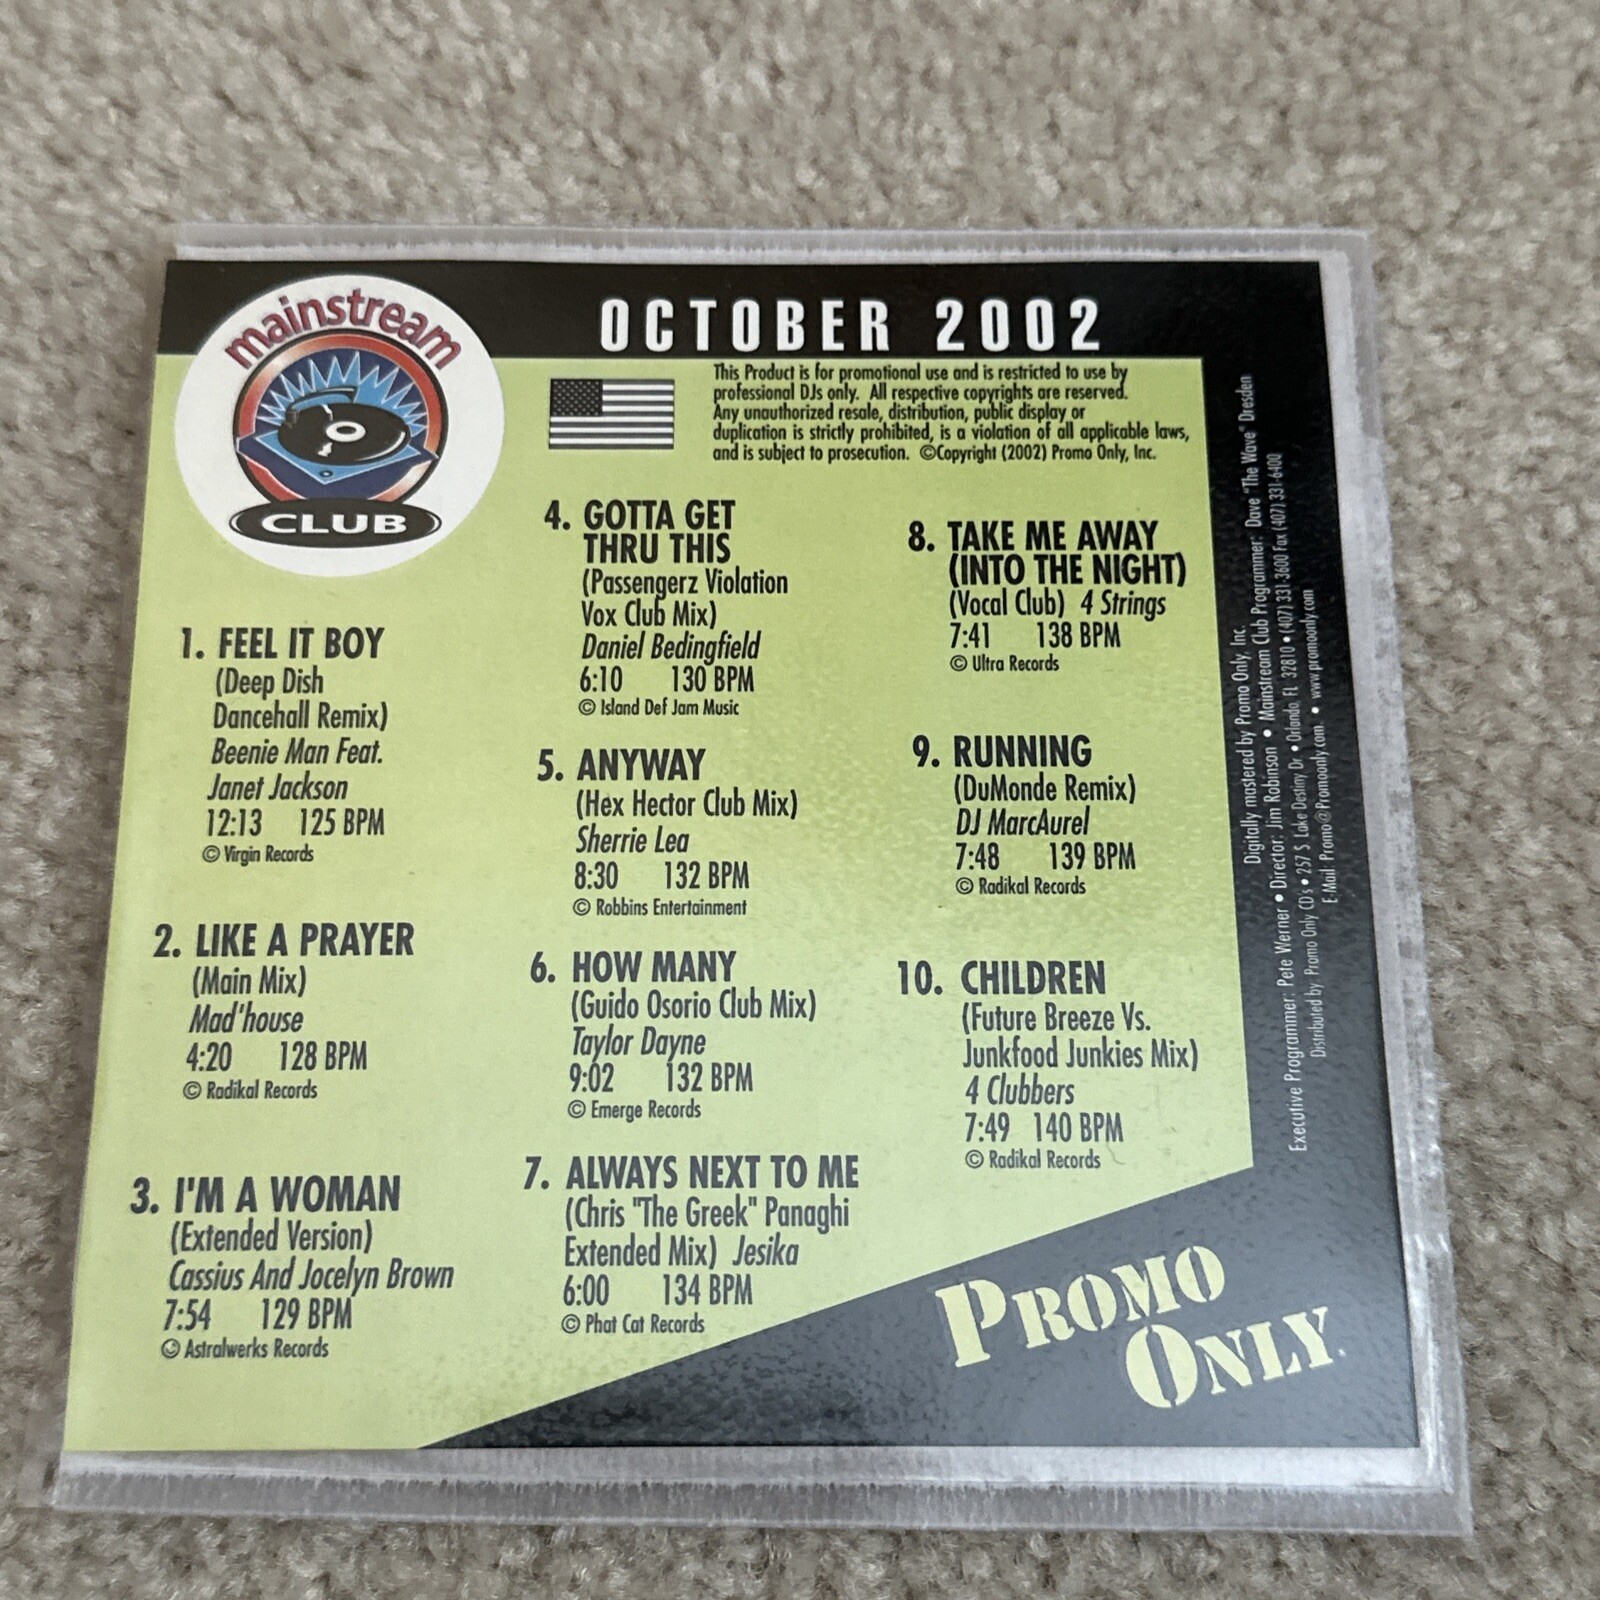 mainstream
CLUB
OCTOBER 2002
This Product is for promotional use and is restricted to use by
professional DJs only. All respective copyrights are reserved.
Any unauthorized resale, distribution, public display or
duplication is strictly prohibited, is a violation of all applicable laws,
and is subject to prosecution. ©Copyright (2002) Promo Only, Inc.
1. FEEL IT BOY
(Deep Dish
Dancehall Remix)
Beenie Man Feat.
Janet Jackson
12:13 125 BPM
© Virgin Records
2. LIKE A PRAYER
(Main Mix)
Mad'house
4:20 128 BPM
© Radikal Records
3. I'M A WOMAN
(Extended Version)
Cassius And Jocelyn Brown
7:54 129 BPM
© Astralwerks Records
4. GOTTA GET
THRU THIS
(Passengerz Violation
Vox Club Mix)
Daniel Bedingfield
6:10 130 BPM
© Island Def Jam Music
5. ANYWAY
(Hex Hector Club Mix)
Sherrie Lea
8:30 132 BPM
© Robbins Entertainment
6. HOW MANY
(Guido Osorio Club Mix)
Taylor Dayne
9:02 132 BPM
© Emerge Records
7. ALWAYS NEXT TO ME
(Chris "The Greek" Panaghi
Extended Mix) Jesika
6:00 134 BPM
© Phat Cat Records
8. TAKE ME AWAY
(INTO THE NIGHT)
(Vocal Club) 4 Strings
7:41 138 BPM
© Ultra Records
9. RUNNING
(DuMonde Remix)
DJ MarcAurel
7:48 139 BPM
© Radikal Records
10. CHILDREN
(Future Breeze Vs.
Junkfood Junkies Mix)
4 Clubbers
7:49 140 BPM
© Radikal Records
PROMO
ONLY.
Digitally mastered by Promo Only, Inc.
Executive Programmer: Pete Werner • Director: Jim Robinson • Mainstream Club Programmer: Dave "The Wave" Dresden
Distributed by: Promo Only CD's • 257 S. Lake Destiny Dr. • Orlando, FL 32810 • (407) 331-3600 Fax (407) 331-6400
E-Mail: Promo@Promoonly.com • www.promoonly.com